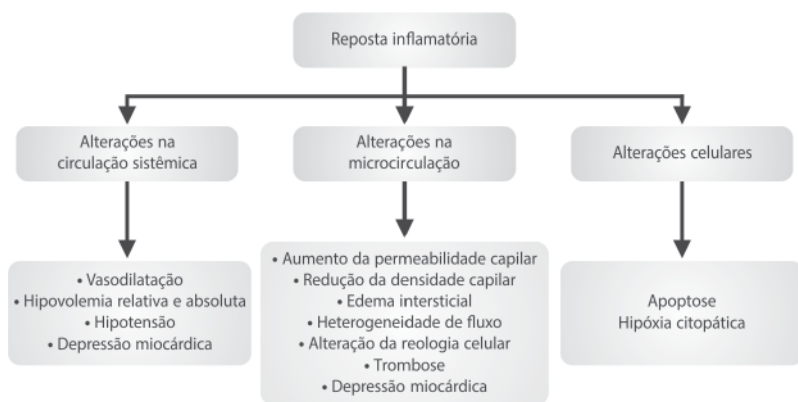 Reposta inflamatória
Alterações na
circulação sistêmica
Alterações na
microcirculação
Alterações celulares
• Vasodilatação
• Hipovolemia relativa e absoluta
• Hipotensão
• Depressão miocárdica
• Aumento da permeabilidade capilar
• Redução da densidade capilar
• Edema intersticial
• Heterogeneidade de fluxo
• Alteração da reologia celular
• Trombose
• Depressão miocárdica
Apoptose
Hipóxia citopática